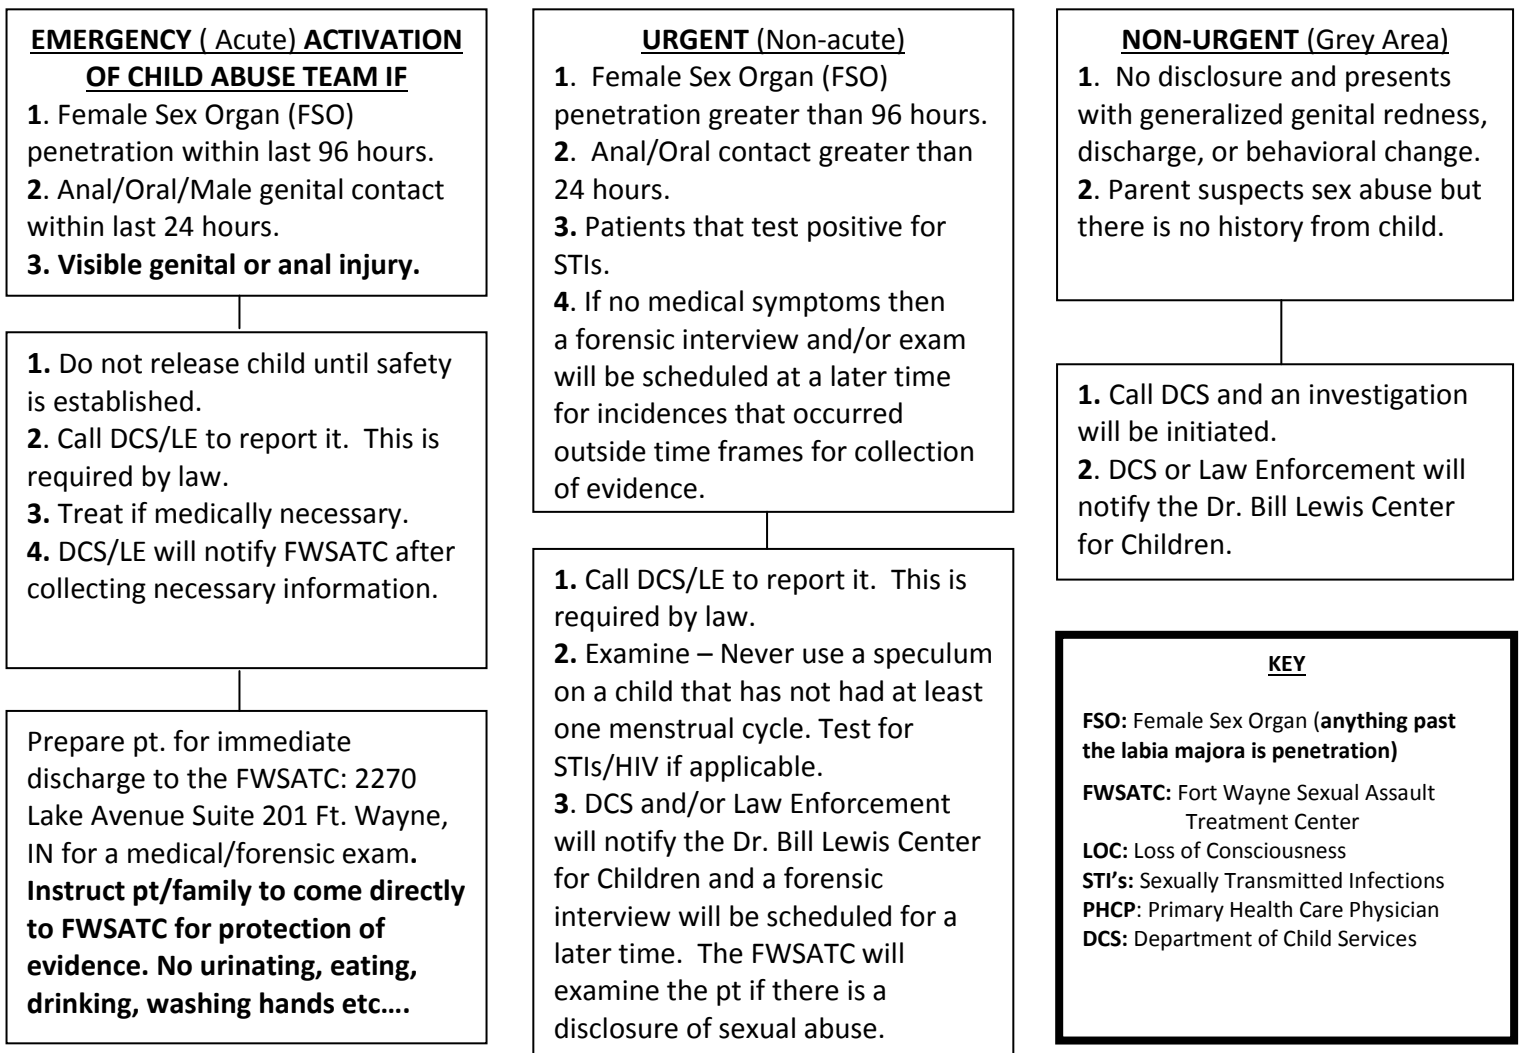 EMERGENCY ( Acute) ACTIVATION
OF CHILD ABUSE TEAM IF
1. Female Sex Organ (FSO)
penetration within last 96 hours.
2. Anal/Oral/Male genital contact
within last 24 hours.
3. Visible genital or anal injury.
1. Do not release child until safety
is established.
2. Call DCS/LE to report it.  This is
required by law.
3. Treat if medically necessary.
4. DCS/LE will notify FWSATC after
collecting necessary information.
Prepare pt. for immediate
discharge to the FWSATC: 2270
Lake Avenue Suite 201 Ft. Wayne,
IN for a medical/forensic exam.
Instruct pt/family to come directly
to FWSATC for protection of
evidence. No urinating, eating,
drinking, washing hands etc….
URGENT (Non-acute)
1.  Female Sex Organ (FSO)
penetration greater than 96 hours.
2.  Anal/Oral contact greater than
24 hours.
3. Patients that test positive for
STIs.
4. If no medical symptoms then
a forensic interview and/or exam
will be scheduled at a later time
for incidences that occurred
outside time frames for collection
of evidence.
1. Call DCS/LE to report it.  This is
required by law.
2. Examine – Never use a speculum
on a child that has not had at least
one menstrual cycle. Test for
STIs/HIV if applicable.
3. DCS and/or Law Enforcement
will notify the Dr. Bill Lewis Center
for Children and a forensic
interview will be scheduled for a
later time.  The FWSATC will
examine the pt if there is a
disclosure of sexual abuse.
NON-URGENT (Grey Area)
1.  No disclosure and presents
with generalized genital redness,
discharge, or behavioral change.
2. Parent suspects sex abuse but
there is no history from child.
1. Call DCS and an investigation
will be initiated.
2. DCS or Law Enforcement will
notify the Dr. Bill Lewis Center
for Children.
KEY
FSO: Female Sex Organ (anything past
the labia majora is penetration)
FWSATC: Fort Wayne Sexual Assault
Treatment Center
LOC: Loss of Consciousness
STI’s: Sexually Transmitted Infections
PHCP: Primary Health Care Physician
DCS: Department of Child Services